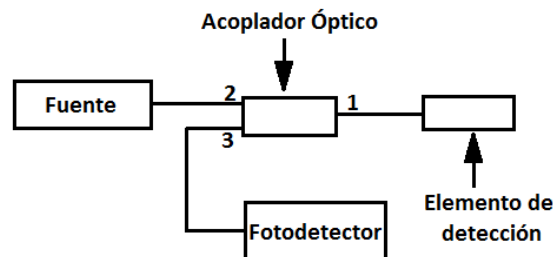 Acoplador Óptico
Fuente
2
1
3
Fotodetector
Elemento de
detección